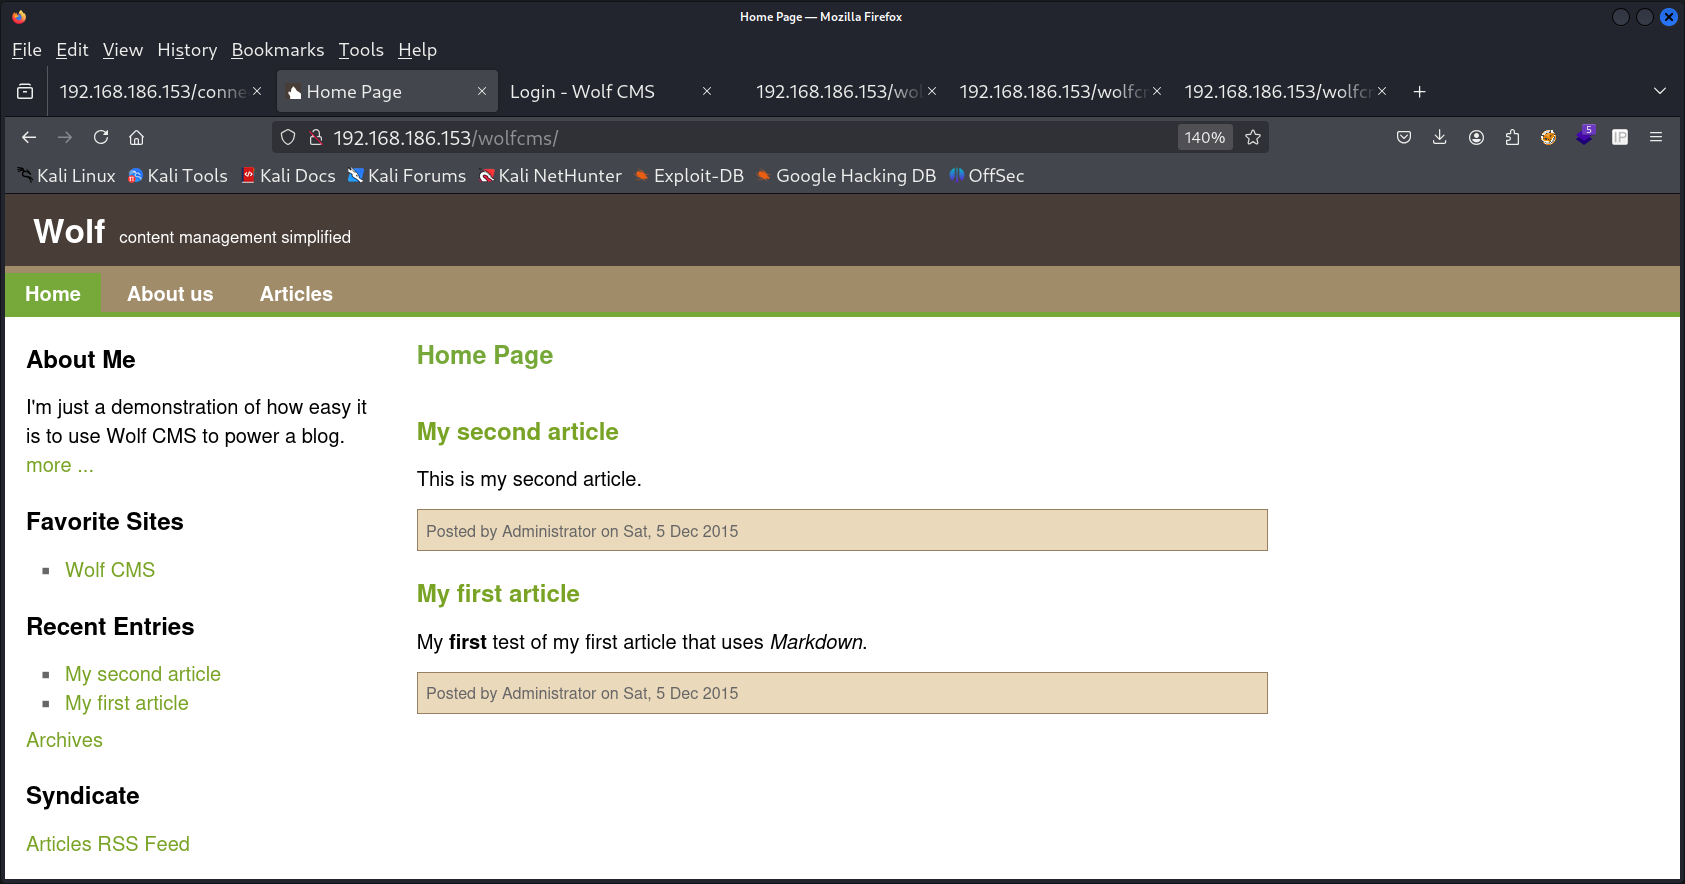 Home Page — Mozilla Firefox
File Edit View History Bookmarks Tools Help
192.168.186.153/conne
Home Page
Login - Wolf CMS
192.168.186.153/wol
192.168.186.153/wolfc
192.168.186.153/wolfc
192.168.186.153/wolfcms/
140%
5
IP
Kali Linux Kali Tools Kali Docs Kali Forums Kali NetHunter Exploit-DB Google Hacking DB OffSec
Wolf content management simplified
Home About us Articles
About Me
I'm just a demonstration of how easy it
is to use Wolf CMS to power a blog.
more ...
Favorite Sites
Wolf CMS
Recent Entries
My second article
My first article
Archives
Syndicate
Articles RSS Feed
Home Page
My second article
This is my second article.
Posted by Administrator on Sat, 5 Dec 2015
My first article
My first test of my first article that uses Markdown.
Posted by Administrator on Sat, 5 Dec 2015